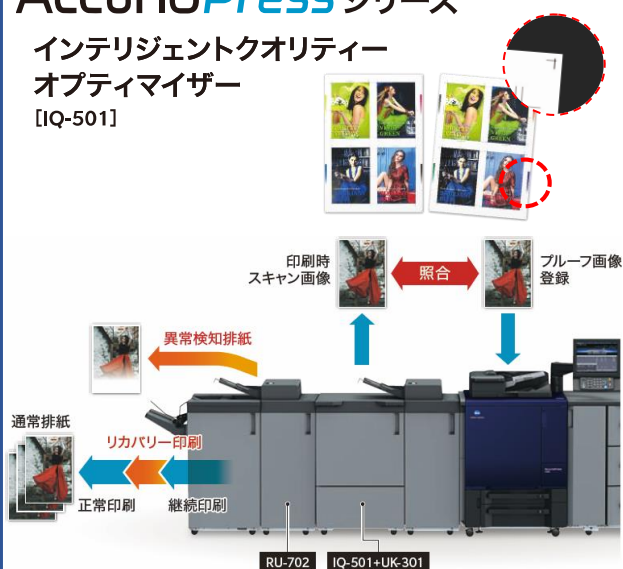 AccurioPress シリーズ
インテリジェントクオリティー
オプティマイザー
[IQ-501]
印刷時
スキャン画像
照合
プルーフ画像
登録
異常検知排紙
通常排紙
リカバリー印刷
正常印刷
継続印刷
RU-702
IQ-501+UK-301